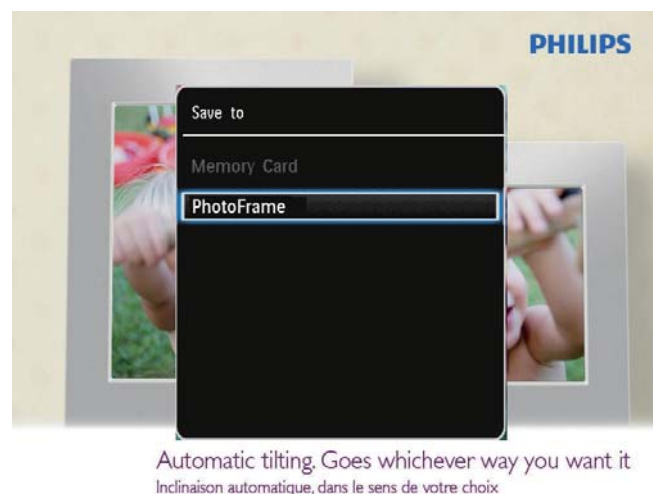 PHILIPS
Save to
Memory Card
PhotoFrame
Automatic tilting. Goes whichever way you want it
Inclinaison automatique, dans le sens de votre choix